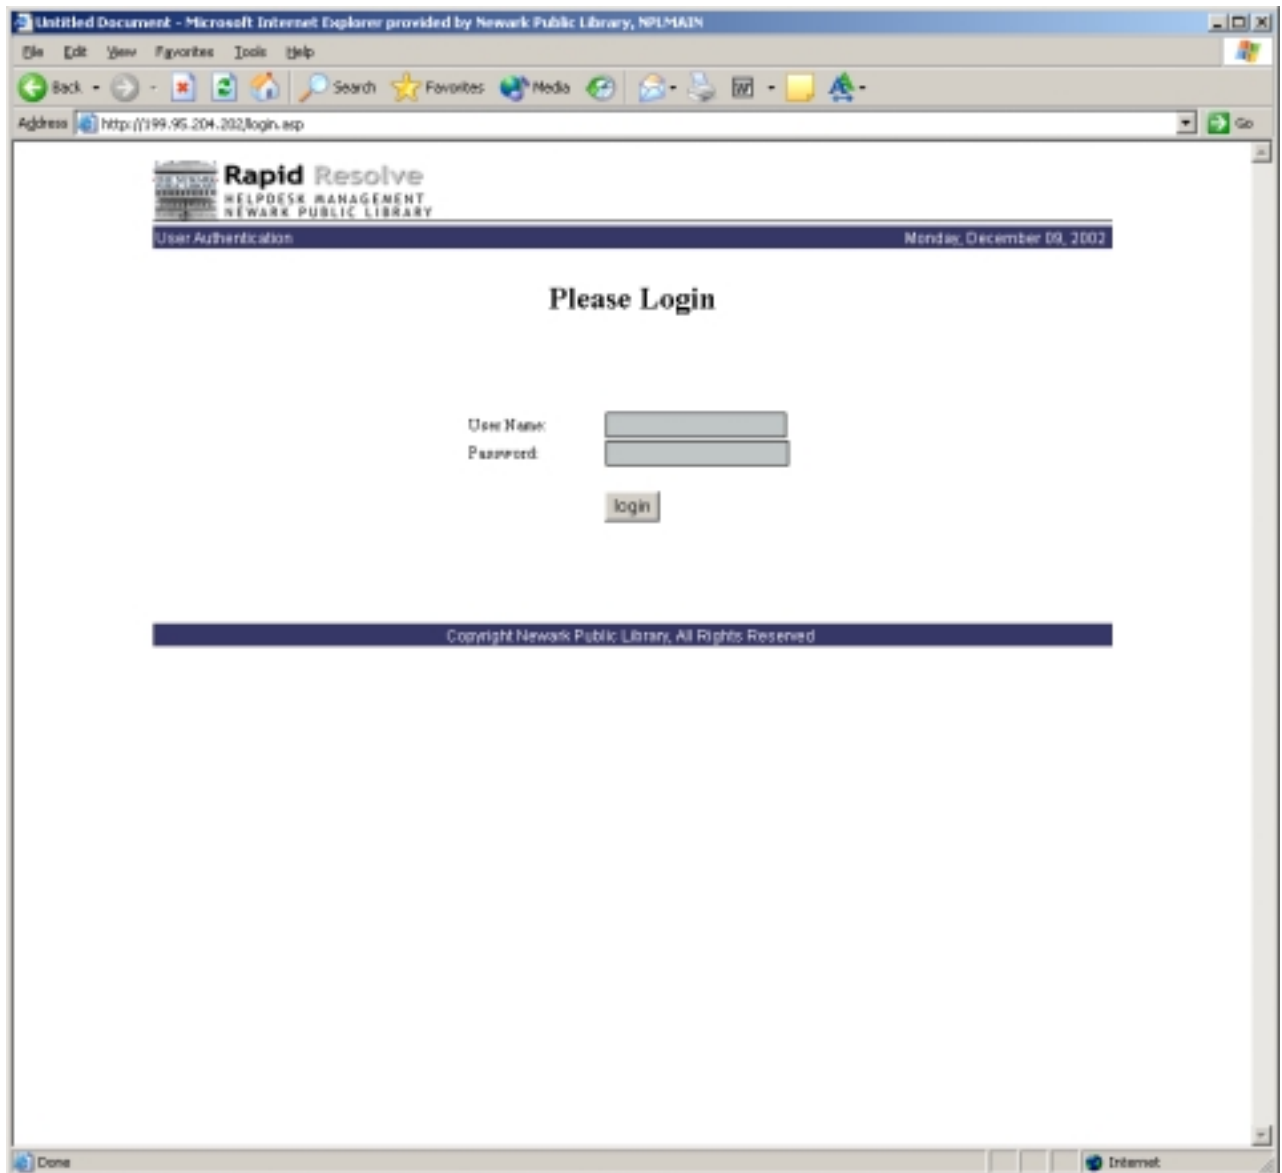 Untitled Document - Microsoft Internet Explorer provided by Newark Public Library, NPLMAIN
File Edit View Favorites Tools Help
Back Search Favorites Media
Address http://199.95.204.202/login.asp Go
Rapid Resolve
HELPDESK MANAGEMENT
NEWARK PUBLIC LIBRARY
User Authentication Monday, December 09, 2002
Please Login
User Name:
Password:
login
Copyright Newark Public Library, All Rights Reserved
Done Internet